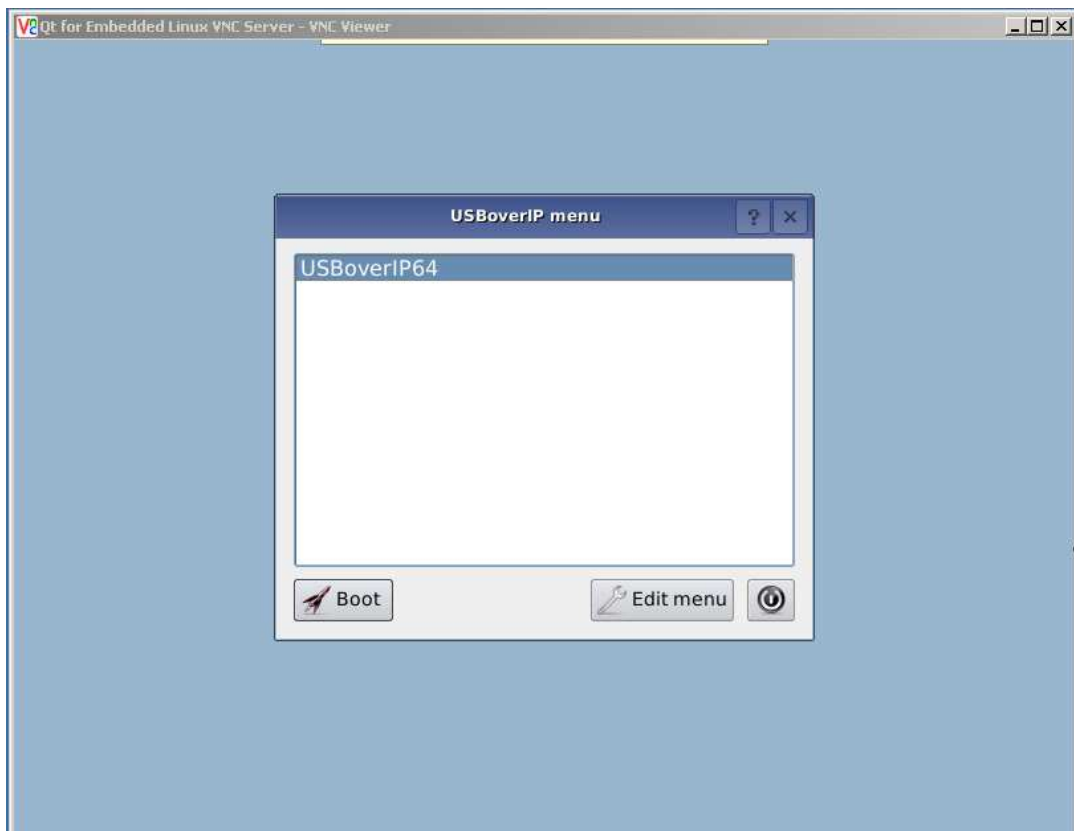 Qt for Embedded Linux VNC Server - VNC Viewer
USBoverIP menu
USBoverIP64
Boot
Edit menu